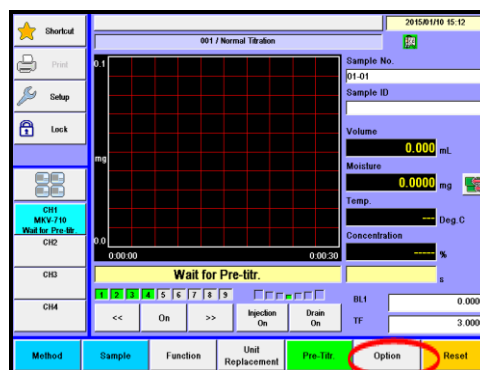 Shortcut
Print
Setup
Lock
CH1
MKV-710
Wait for Pre-titr.
CH2
CH3
CH4
2015/01/10 15:12
001 / Normal Titration
0.1
mg
0.0
0:00:00
0:00:30
Wait for Pre-titr.
1 2 3 4 5 6 7 8 9
<<
On
>>
Injection
On
Drain
On
Sample No.
01-01
Sample ID
Volume
0.000 mL
Moisture
0.0000 mg
Temp.
--- Deg.C
Concentration
----- %
s
BL1 0.000
TF 3.000
Method
Sample
Function
Unit
Replacement
Pre-Titr.
Option
Reset